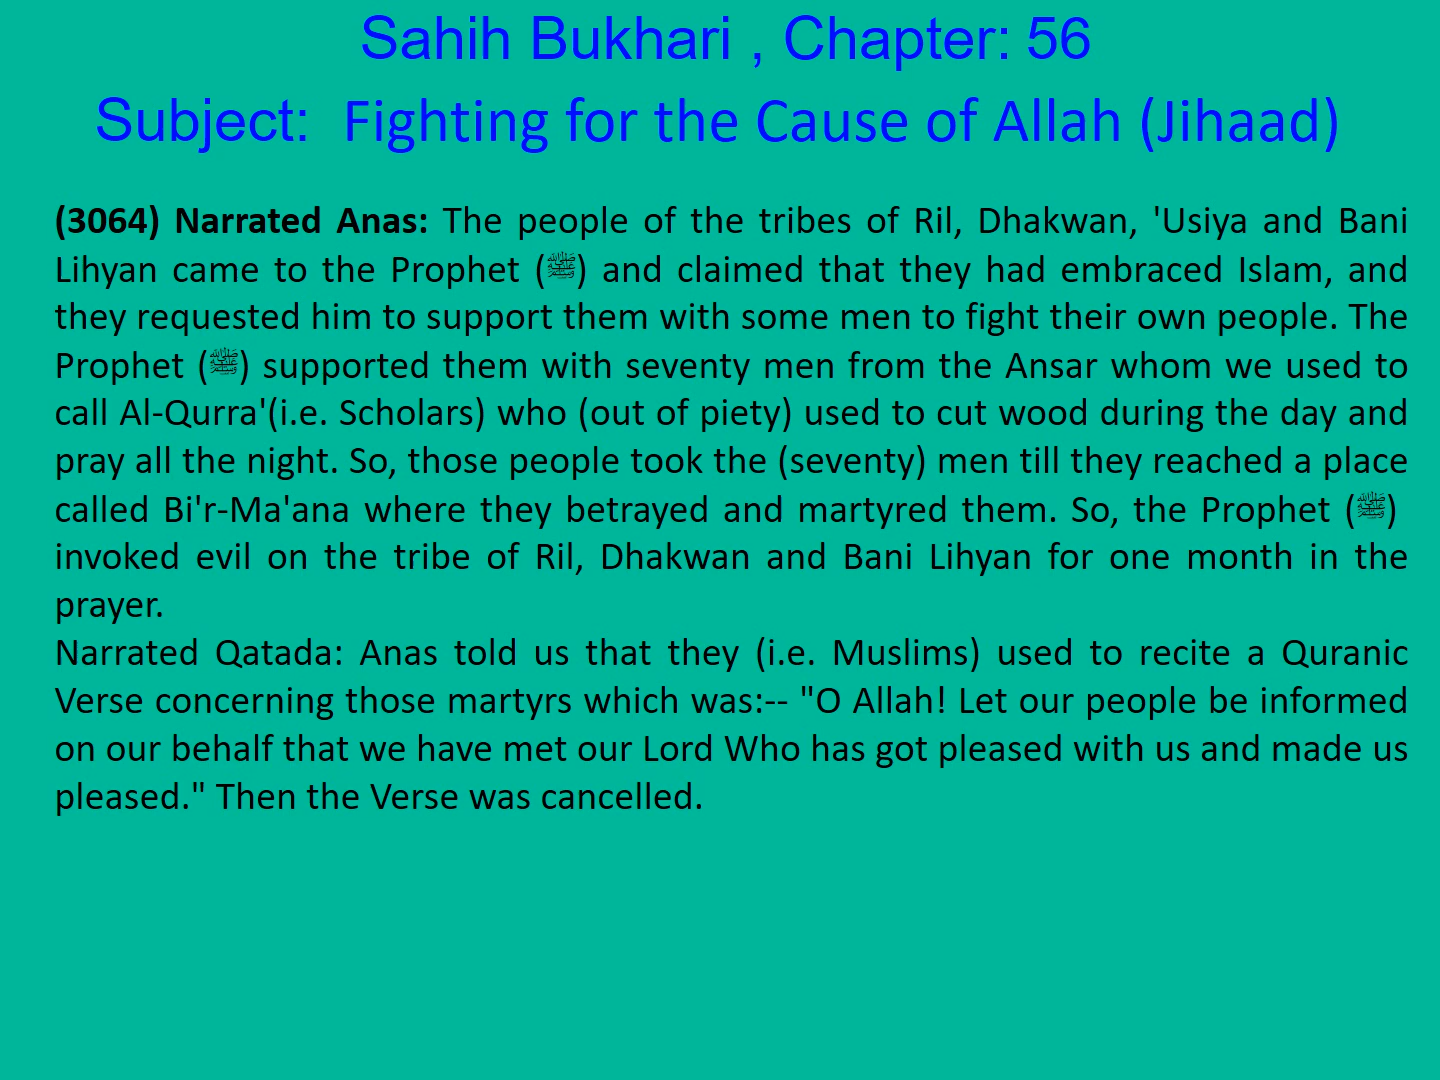 Sahih Bukhari , Chapter: 56
Subject: Fighting for the Cause of Allah (Jihaad)
(3064) Narrated Anas: The people of the tribes of Ril, Dhakwan, 'Usiya and Bani
Lihyan came to the Prophet (ﷺ) and claimed that they had embraced Islam, and
they requested him to support them with some men to fight their own people. The
Prophet (ﷺ) supported them with seventy men from the Ansar whom we used to
call Al-Qurra'(i.e. Scholars) who (out of piety) used to cut wood during the day and
pray all the night. So, those people took the (seventy) men till they reached a place
called Bi'r-Ma'ana where they betrayed and martyred them. So, the Prophet (ﷺ)
invoked evil on the tribe of Ril, Dhakwan and Bani Lihyan for one month in the
prayer.
Narrated Qatada: Anas told us that they (i.e. Muslims) used to recite a Quranic
Verse concerning those martyrs which was:-- "O Allah! Let our people be informed
on our behalf that we have met our Lord Who has got pleased with us and made us
pleased." Then the Verse was cancelled.